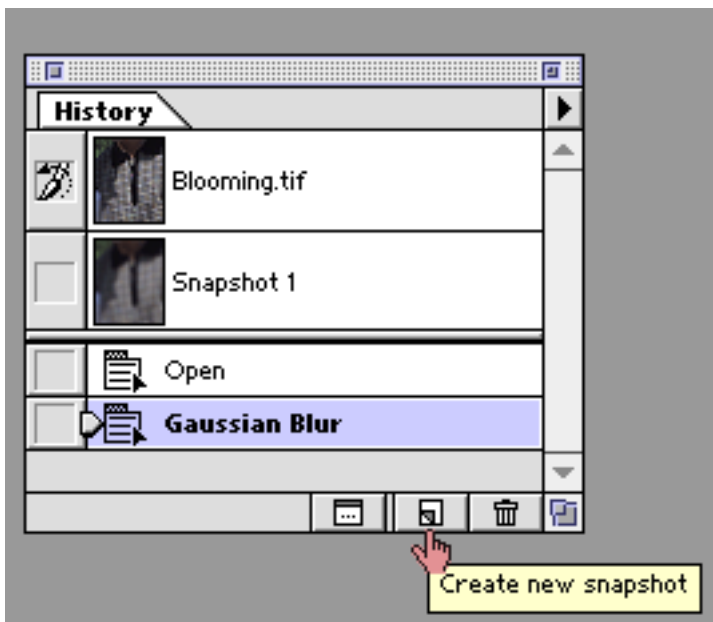 History
Blooming.tif
Snapshot 1
Open
Gaussian Blur
Create new snapshot